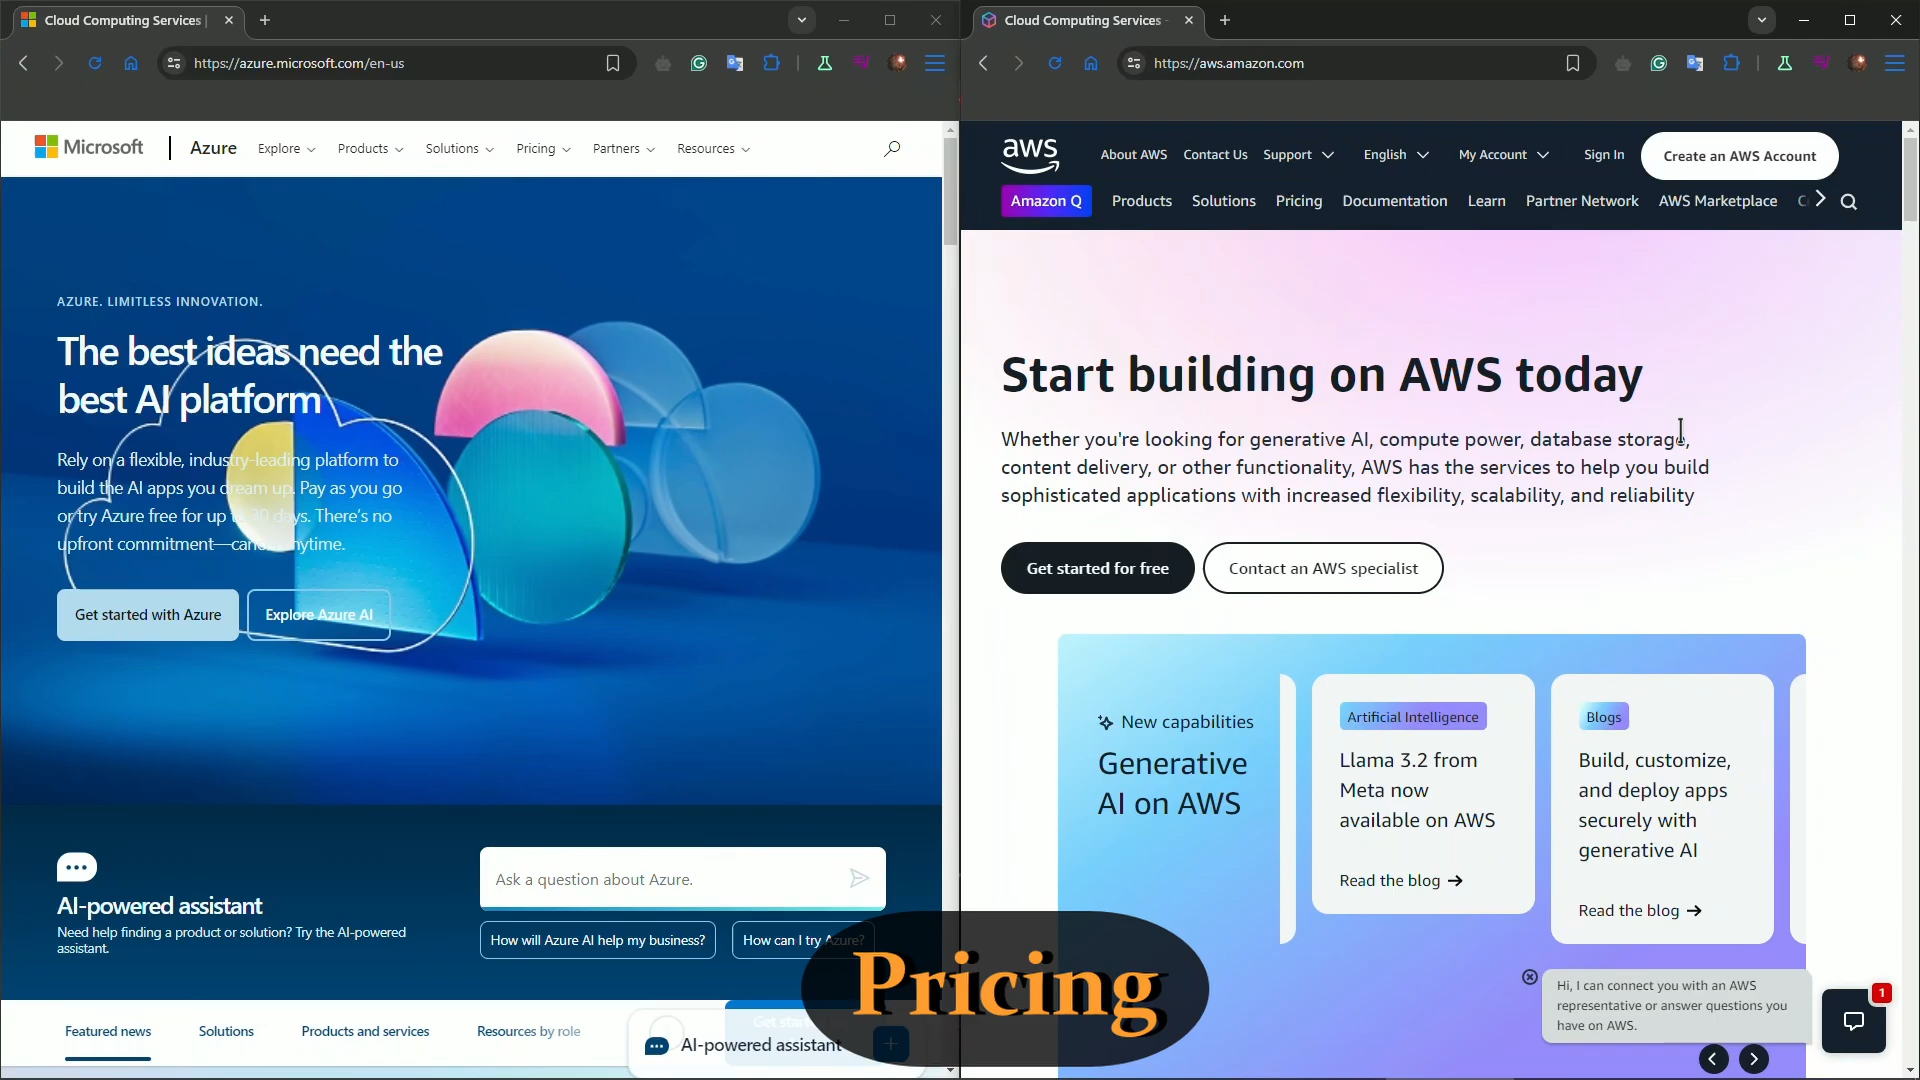 Cloud Computing Services |
https://azure.microsoft.com/en-us
Microsoft
Azure
Explore
Products
Solutions
Pricing
Partners
Resources
AZURE. LIMITLESS INNOVATION.
The best ideas need the
best AI platform
Rely on a flexible, industry-leading platform to
build the AI apps you dream up. Pay as you go
or try Azure free for up to 30 days. There's no
upfront commitment—cancel anytime.
Get started with Azure
Explore Azure AI
AI-powered assistant
Need help finding a product or solution? Try the AI-powered
assistant.
Ask a question about Azure.
How will Azure AI help my business?
How can I try Azure?
Featured news
Solutions
Products and services
Resources by role
AI-powered assistant
Cloud Computing Services -
https://aws.amazon.com
aws
About AWS
Contact Us
Support
English
My Account
Sign In
Create an AWS Account
Amazon Q
Products
Solutions
Pricing
Documentation
Learn
Partner Network
AWS Marketplace
Start building on AWS today
Whether you're looking for generative AI, compute power, database storage,
content delivery, or other functionality, AWS has the services to help you build
sophisticated applications with increased flexibility, scalability, and reliability
Get started for free
Contact an AWS specialist
New capabilities
Generative
AI on AWS
Artificial Intelligence
Llama 3.2 from
Meta now
available on AWS
Read the blog →
Blogs
Build, customize,
and deploy apps
securely with
generative AI
Read the blog →
Hi, I can connect you with an AWS
representative or answer questions you
have on AWS.
1
Pricing